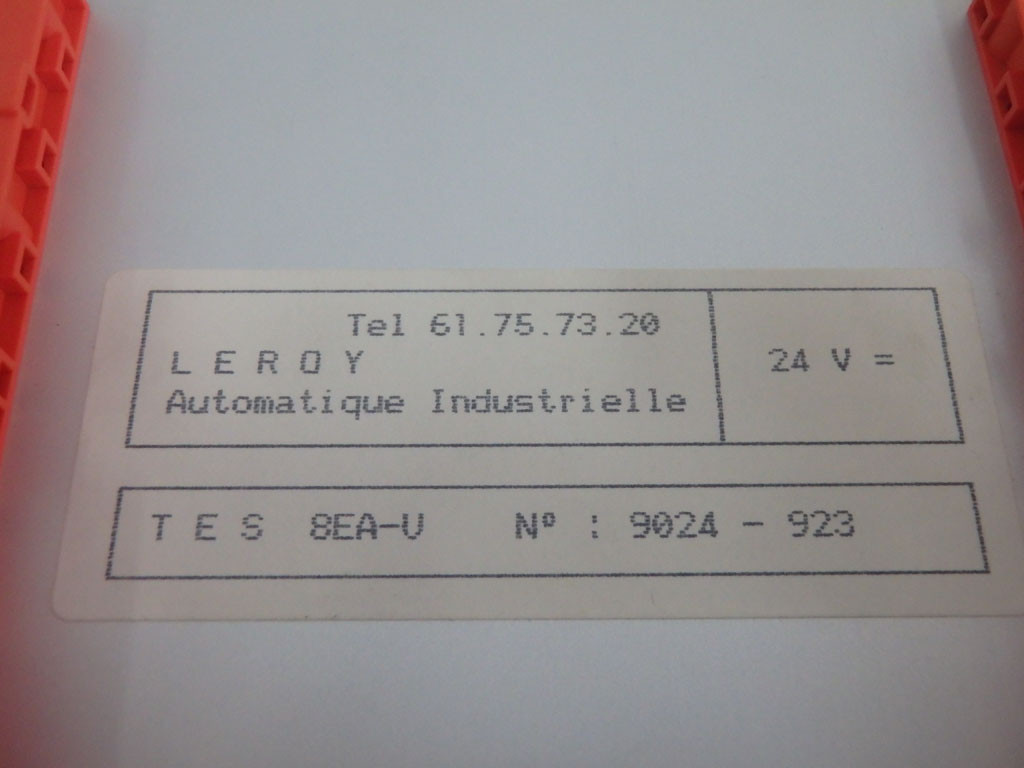 Tel 61.75.73.20
L E R O Y
Automatique Industrielle
24 V =
T E S 8EA-U Nº : 9024 - 923